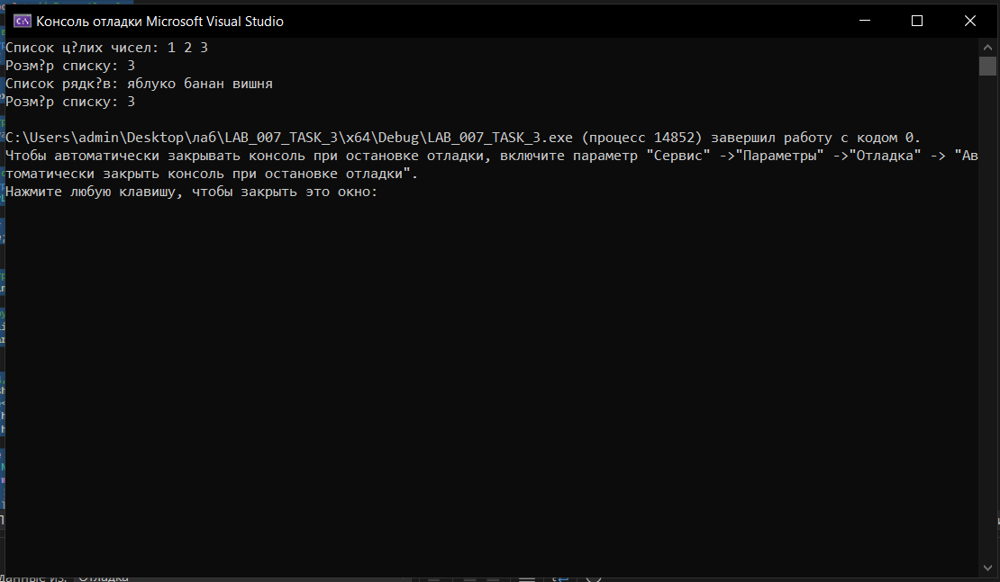 Консоль отладки Microsoft Visual Studio
Список ц?лих чисел: 1 2 3
Розм?р списку: 3
Список рядк?в: яблуко банан вишня
Розм?р списку: 3
C:\Users\admin\Desktop\лаб\LAB_007_TASK_3\x64\Debug\LAB_007_TASK_3.exe (процесс 14852) завершил работу с кодом 0.
Чтобы автоматически закрывать консоль при остановке отладки, включите параметр "Сервис" ->"Параметры" ->"Отладка" -> "Ав
томатически закрыть консоль при остановке отладки".
Нажмите любую клавишу, чтобы закрыть это окно: